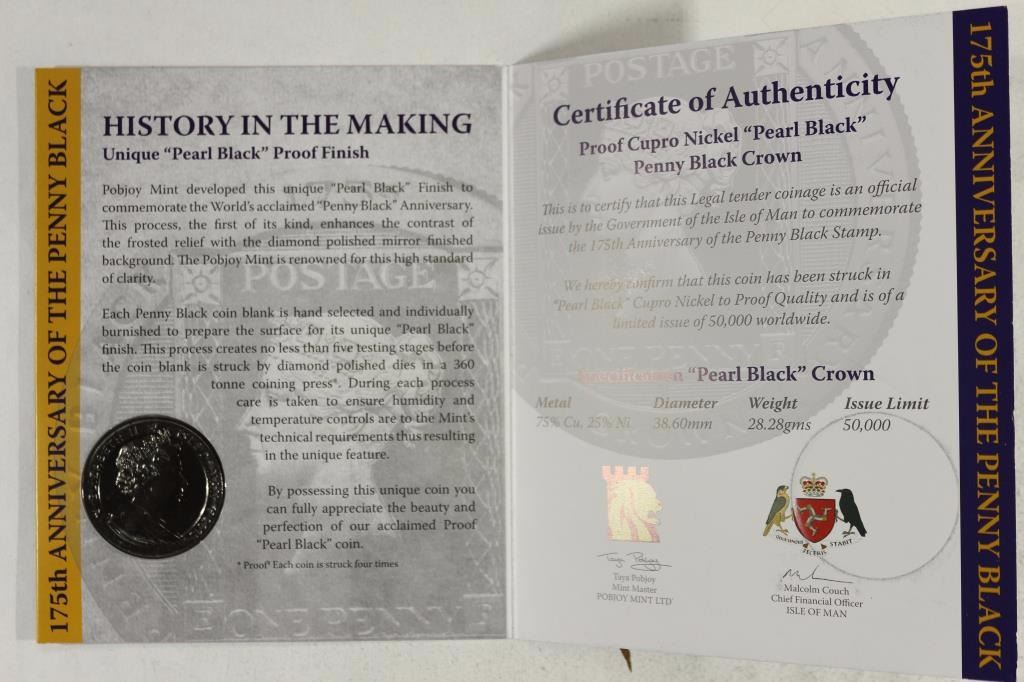 175th ANNIVERSARY OF THE PENNY BLACK
HISTORY IN THE MAKING
Unique “Pearl Black” Proof Finish
Pobjoy Mint developed this unique “Pearl Black” Finish to
commemorate the World's acclaimed “Penny Black” Anniversary.
This process, the first of its kind, enhances the contrast of
the frosted relief with the diamond polished mirror finished
background. The Pobjoy Mint is renowned for this high standard
of clarity.
POSTAGE
Each Penny Black coin blank is hand selected and individually
burnished to prepare the surface for its unique “Pearl Black”
finish. This process creates no less than five testing stages before
the coin blank is struck by diamond polished dies in a 360
tonne coining press*. During each process
care is taken to ensure humidity and
temperature controls are to the Mint's
technical requirements thus resulting
in the unique feature.
By possessing this unique coin you
can fully appreciate the beauty and
perfection of our acclaimed Proof
“Pearl Black” coin.
* Proof* Each coin is struck four times
ONE PENNY
POSTAGE
Certificate of Authenticity
Proof Cupro Nickel “Pearl Black”
Penny Black Crown
This is to certify that this Legal tender coinage is an official
issue by the Government of the Isle of Man to commemorate
the 175th Anniversary of the Penny Black Stamp.
We hereby confirm that this coin has been struck in
“Pearl Black” Cupro Nickel to Proof Quality and is of a
limited issue of 50,000 worldwide.
Specification “Pearl Black” Crown
Metal Diameter Weight Issue Limit
75% Cu, 25% Ni 38.60mm 28.28gms 50,000
Taya Pobjoy
Taya Pobjoy
Mint Master
POBJOY MINT LTD
STABIT
Malcolm Couch
Chief Financial Officer
ISLE OF MAN
175th ANNIVERSARY OF THE PENNY BLACK